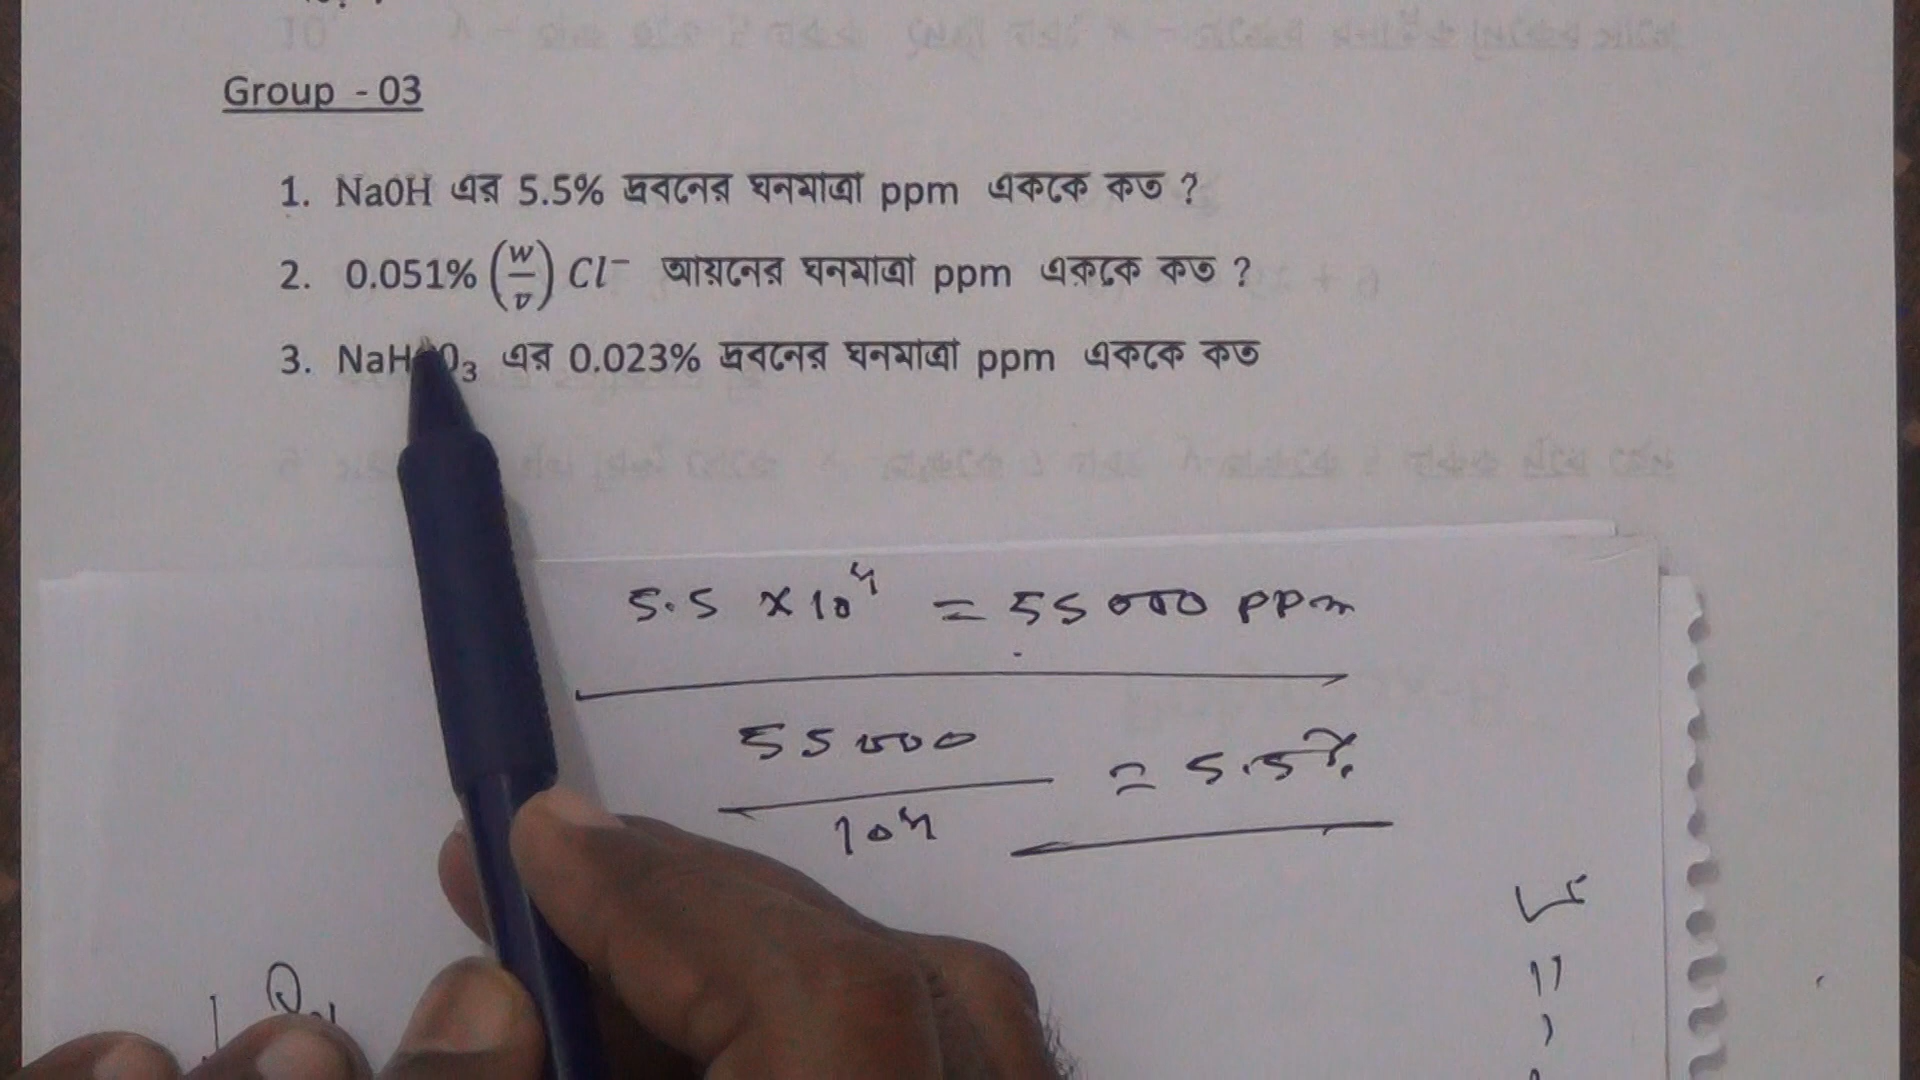 Group - 03
1. NaOH এর 5.5% দ্রবনের ঘনমাত্রা ppm এককে কত ?
2. 0.051% (w/v) Cl⁻ আয়নের ঘনমাত্রা ppm এককে কত ?
3. এর 0.023% দ্রবনের ঘনমাত্রা ppm এককে কত
5.5 × 10⁴ = 55000 ppm
55000 / 10⁴ = 5.5%